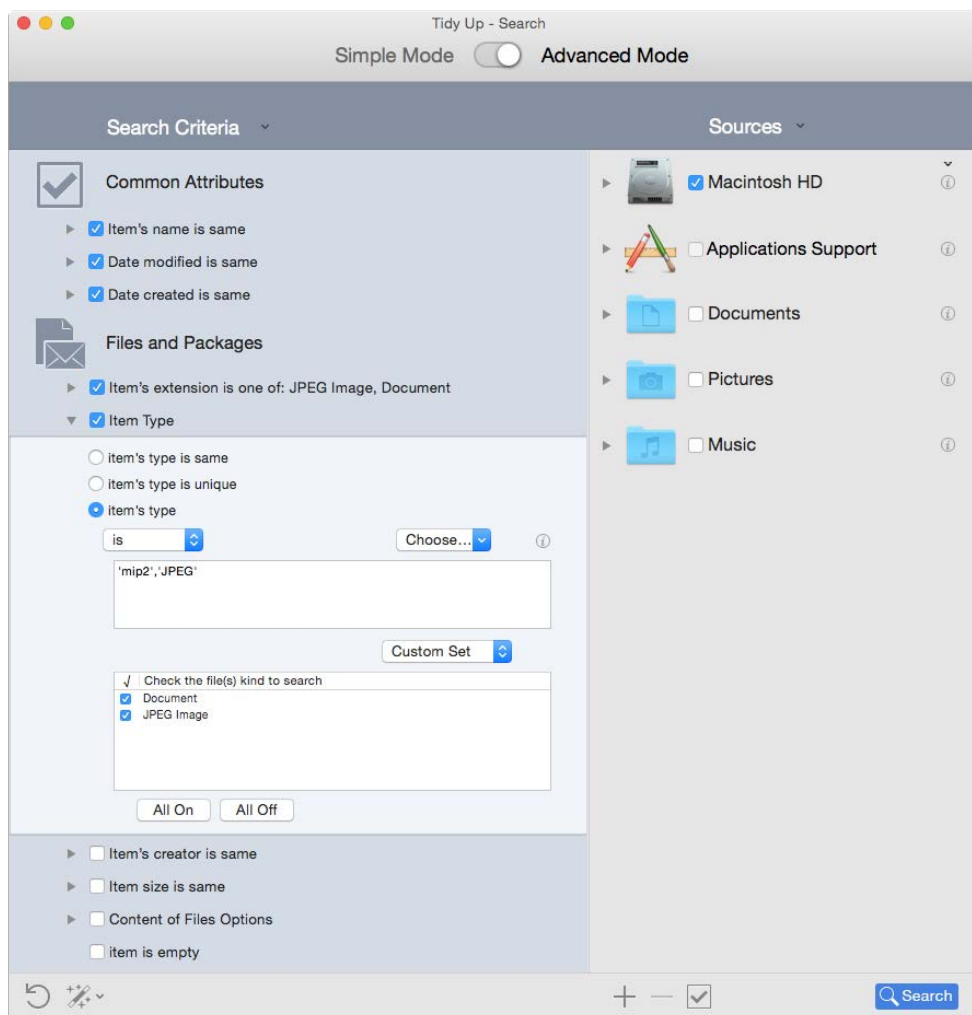 Tidy Up - Search
Simple Mode Advanced Mode
Search Criteria
Common Attributes
Item's name is same
Date modified is same
Date created is same
Files and Packages
Item's extension is one of: JPEG Image, Document
Item Type
item's type is same
item's type is unique
item's type
is Choose...
'mip2','JPEG'
Custom Set
√ Check the file(s) kind to search
Document
JPEG Image
All On All Off
Item's creator is same
Item size is same
Content of Files Options
item is empty
Sources
Macintosh HD
Applications Support
Documents
Pictures
Music
Search